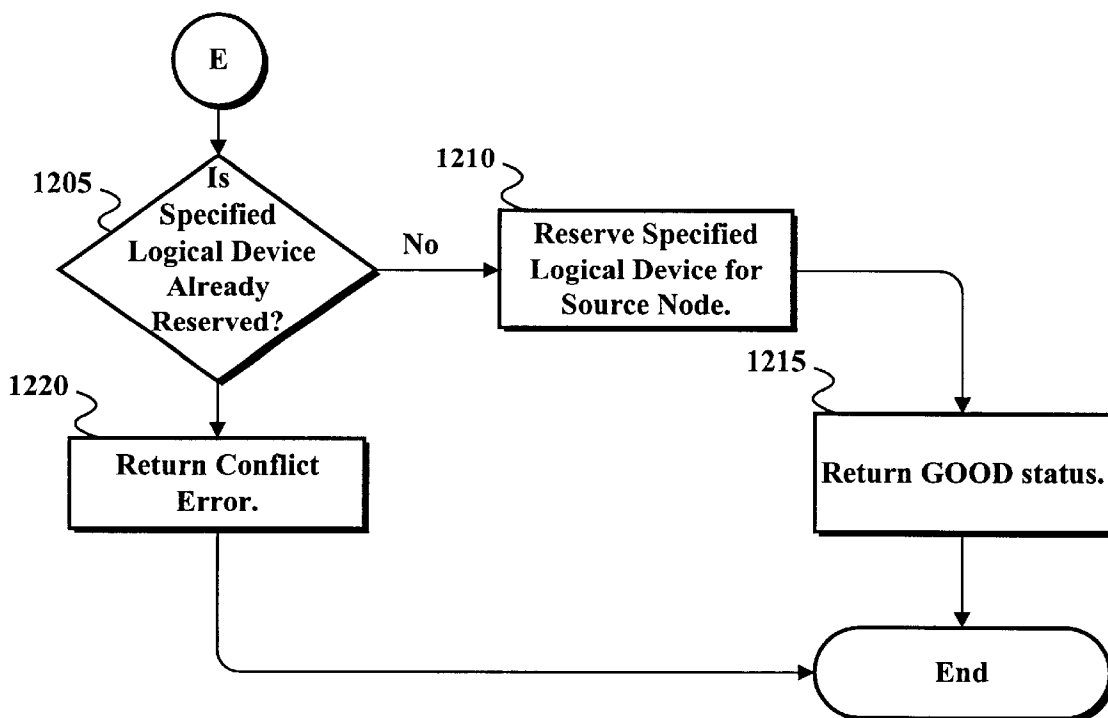 E
1205
Is
Specified
Logical Device
Already
Reserved?
No
1210
Reserve Specified
Logical Device for
Source Node.
1215
Return GOOD status.
1220
Return Conflict
Error.
End